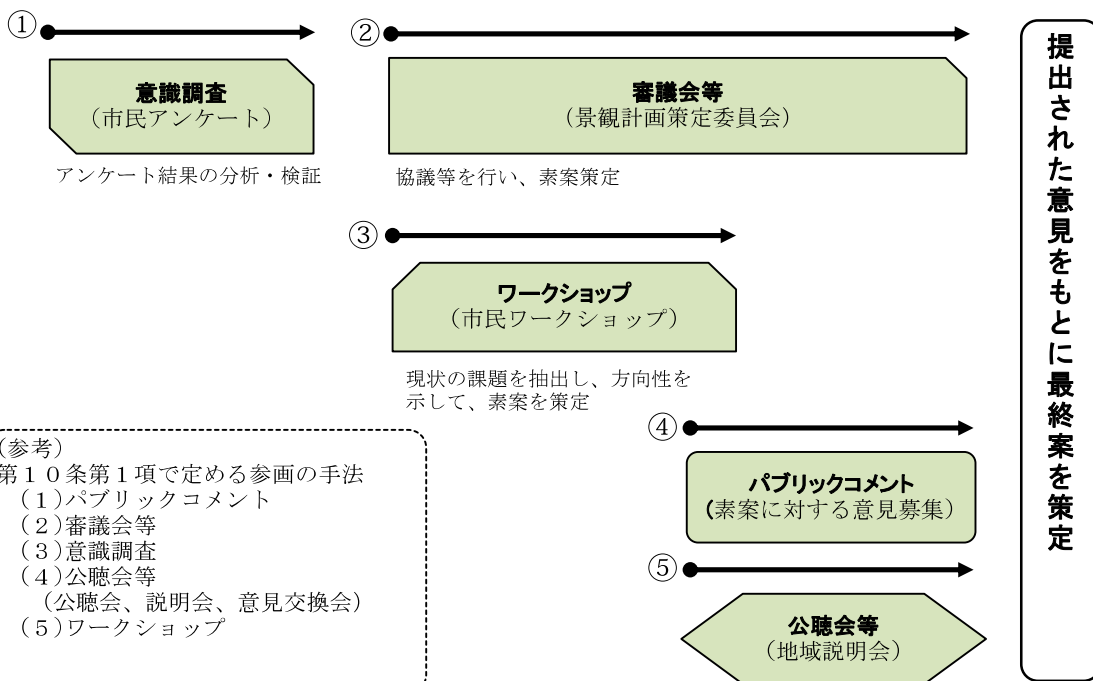 ①
意識調査
（市民アンケート）
アンケート結果の分析・検証
②
審議会等
（景観計画策定委員会）
協議等を行い、素案策定
③
ワークショップ
（市民ワークショップ）
現状の課題を抽出し、方向性を
示して、素案を策定
④
パブリックコメント
(素案に対する意見募集）
⑤
公聴会等
（地域説明会）
提出された意見をもとに最終案を策定
（参考）
第１０条第１項で定める参画の手法
（１）パブリックコメント
（２）審議会等
（３）意識調査
（４）公聴会等
（公聴会、説明会、意見交換会）
（５）ワークショップ